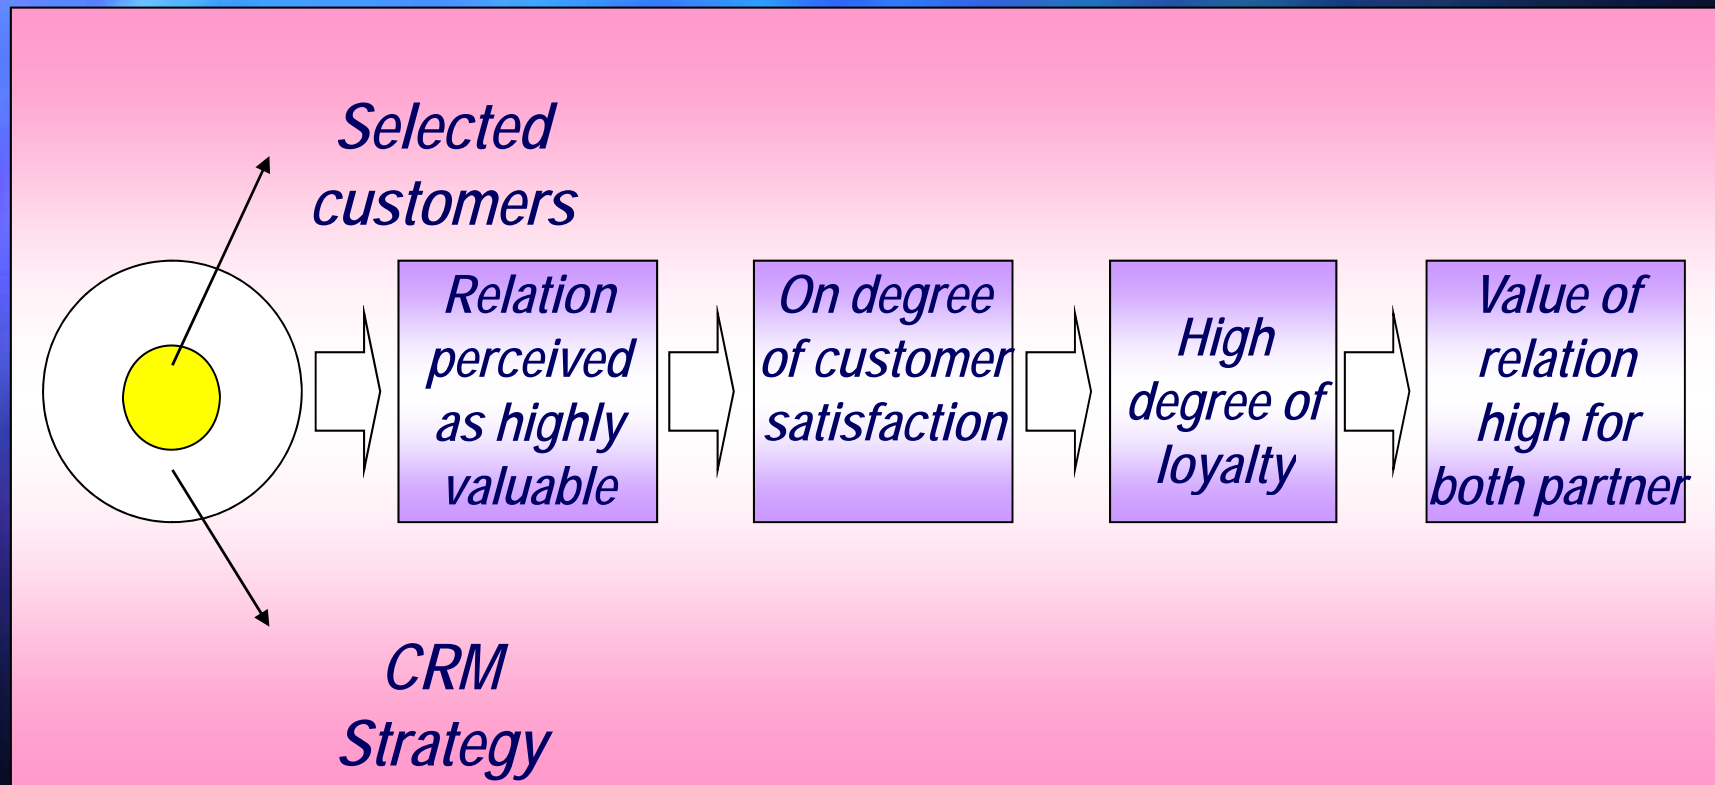 Selected
customers
Relation
perceived
as highly
valuable
On degree
of customer
satisfaction
High
degree of
loyalty
Value of
relation
high for
both partner
CRM
Strategy